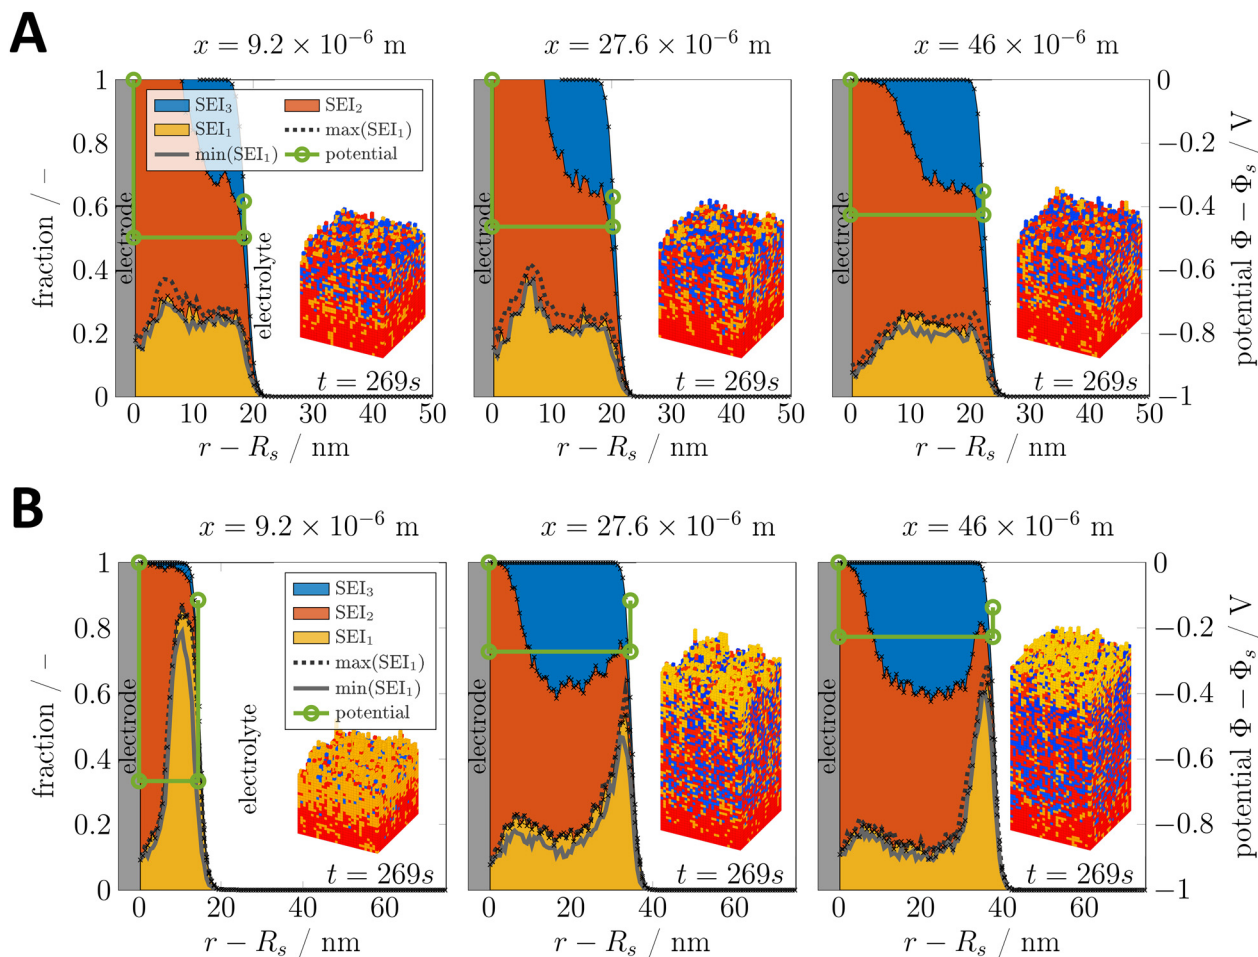 A
x = 9.2 × 10⁻⁶ m
x = 27.6 × 10⁻⁶ m
x = 46 × 10⁻⁶ m
fraction / −
1
0.8
0.6
0.4
0.2
0
SEI₃
SEI₂
SEI₁
max(SEI₁)
min(SEI₁)
potential
electrode
electrolyte
t = 269s
0
10
20
30
40
50
r − Rₛ / nm
electrode
t = 269s
0
10
20
30
40
50
r − Rₛ / nm
electrode
t = 269s
0
10
20
30
40
50
r − Rₛ / nm
0
−0.2
−0.4
−0.6
−0.8
−1
potential Φ − Φₛ / V
B
x = 9.2 × 10⁻⁶ m
x = 27.6 × 10⁻⁶ m
x = 46 × 10⁻⁶ m
fraction / −
1
0.8
0.6
0.4
0.2
0
SEI₃
SEI₂
SEI₁
max(SEI₁)
min(SEI₁)
potential
electrode
electrolyte
t = 269s
0
20
40
60
r − Rₛ / nm
electrode
t = 269s
0
20
40
60
r − Rₛ / nm
electrode
t = 269s
0
20
40
60
r − Rₛ / nm
0
−0.2
−0.4
−0.6
−0.8
−1
potential Φ − Φₛ / V